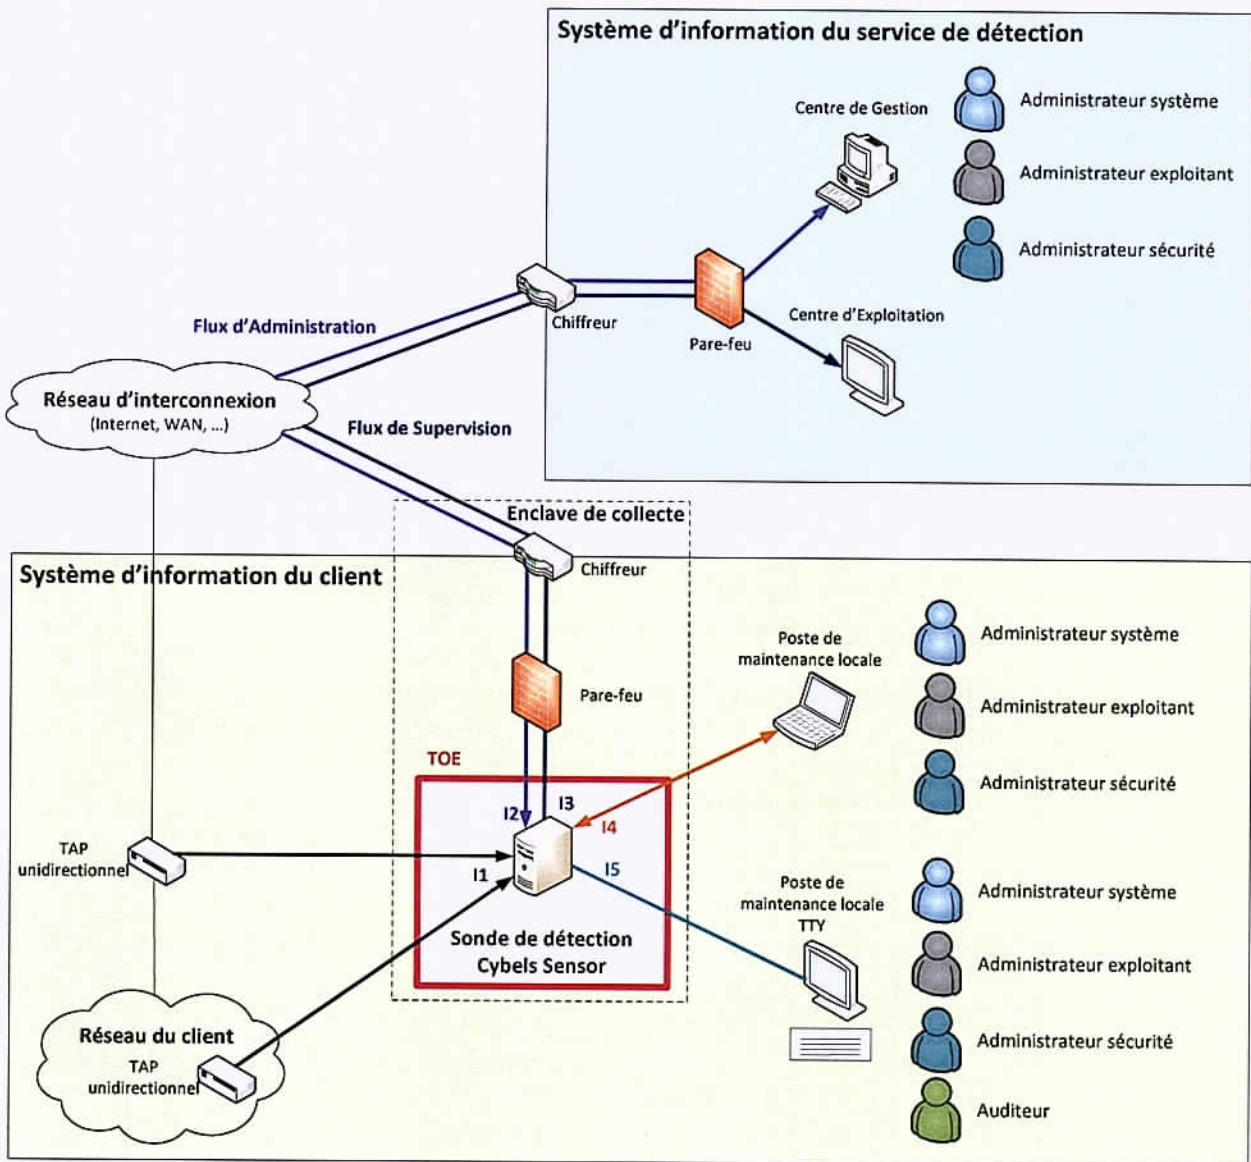 Système d'information du service de détection
Centre de Gestion
Administrateur système
Administrateur exploitant
Administrateur sécurité
Chiffreur
Pare-feu
Centre d'Exploitation
Flux d'Administration
Réseau d'interconnexion
(Internet, WAN, ...)
Flux de Supervision
Enclave de collecte
Chiffreur
Système d'information du client
Pare-feu
Poste de
maintenance locale
Administrateur système
Administrateur exploitant
Administrateur sécurité
TOE
I2
I3
I4
I1
I5
TAP
unidirectionnel
Sonde de détection
Cybels Sensor
Poste de
maintenance locale
TTY
Administrateur système
Administrateur exploitant
Administrateur sécurité
Auditeur
Réseau du client
TAP
unidirectionnel